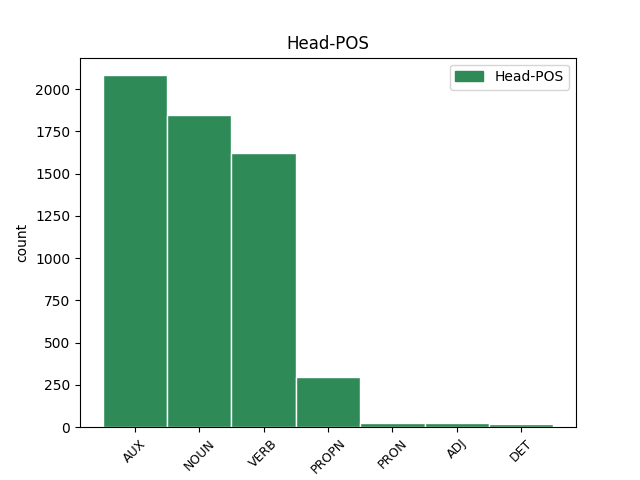 Head-POS
Head-POS
count
2000
1750
1500
1250
1000
750
500
250
0
AUX
NOUN
VERB
PROPN
PRON
ADJ
DET